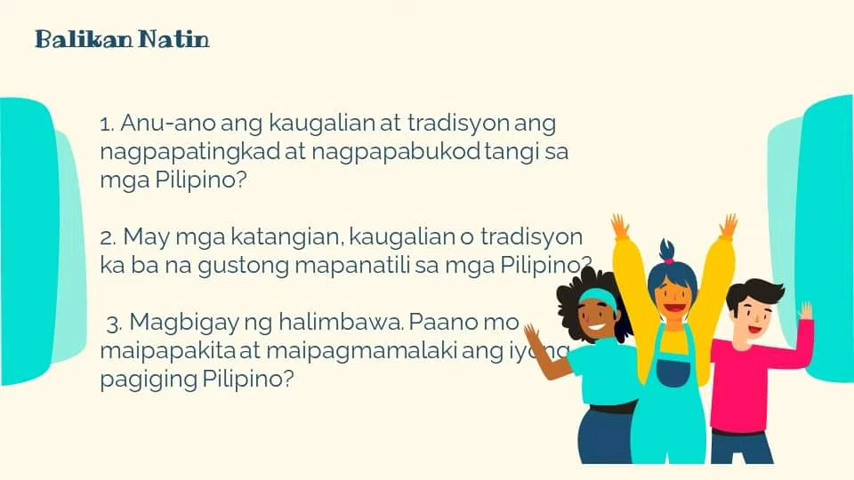 Balikan Natin
1. Anu-ano ang kaugalian at tradisyon ang
nagpapatingkad at nagpapabukod tangi sa
mga Pilipino?
2. May mga katangian, kaugalian o tradisyon
ka ba na gustong mapanatili sa mga Pilipino?
3. Magbigay ng halimbawa. Paano mo
maipapakita at maipagmamalaki ang iyong
pagiging Pilipino?